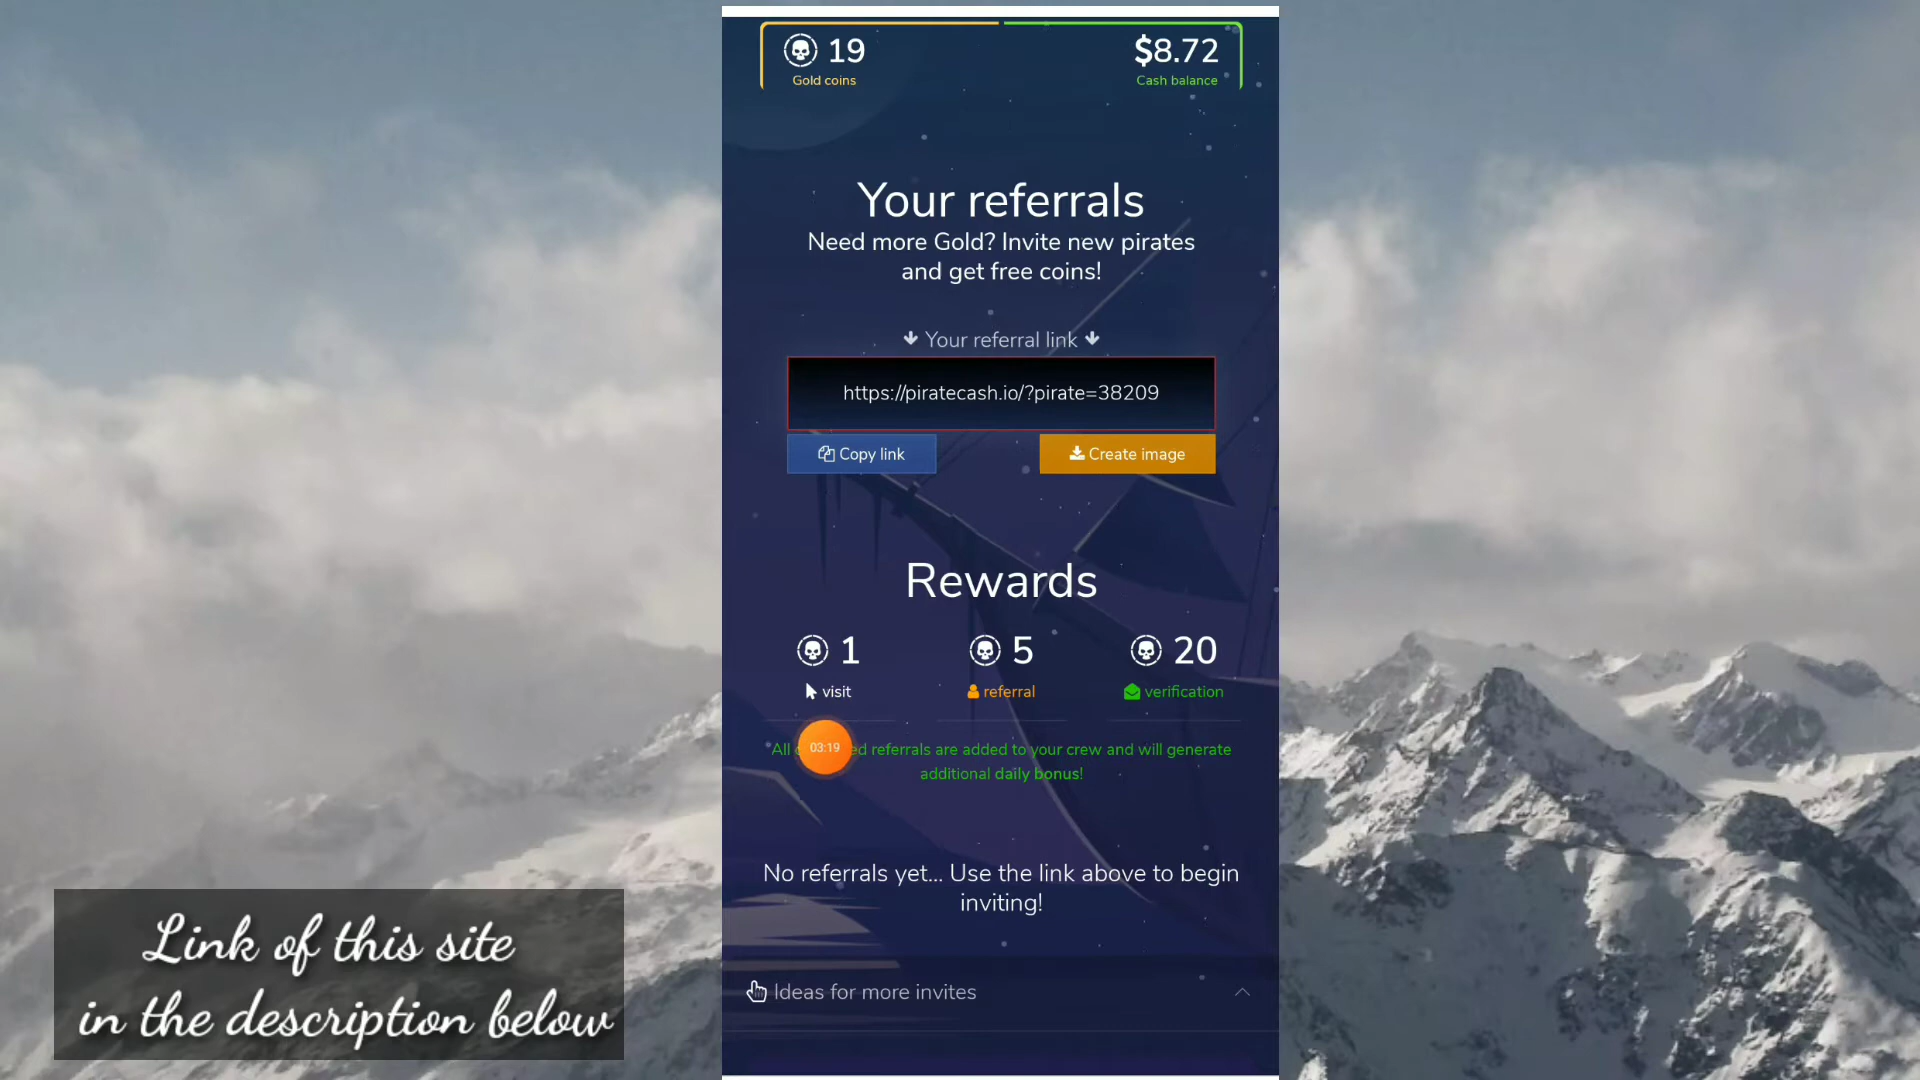 19
Gold coins
$8.72
Cash balance
Your referrals
Need more Gold? Invite new pirates
and get free coins!
Your referral link
https://piratecash.io/?pirate=38209
Copy link
Create image
Rewards
1
visit
5
referral
20
verification
03:19
All ed referrals are added to your crew and will generate
additional daily bonus!
No referrals yet... Use the link above to begin
inviting!
Ideas for more invites
Link of this site
in the description below